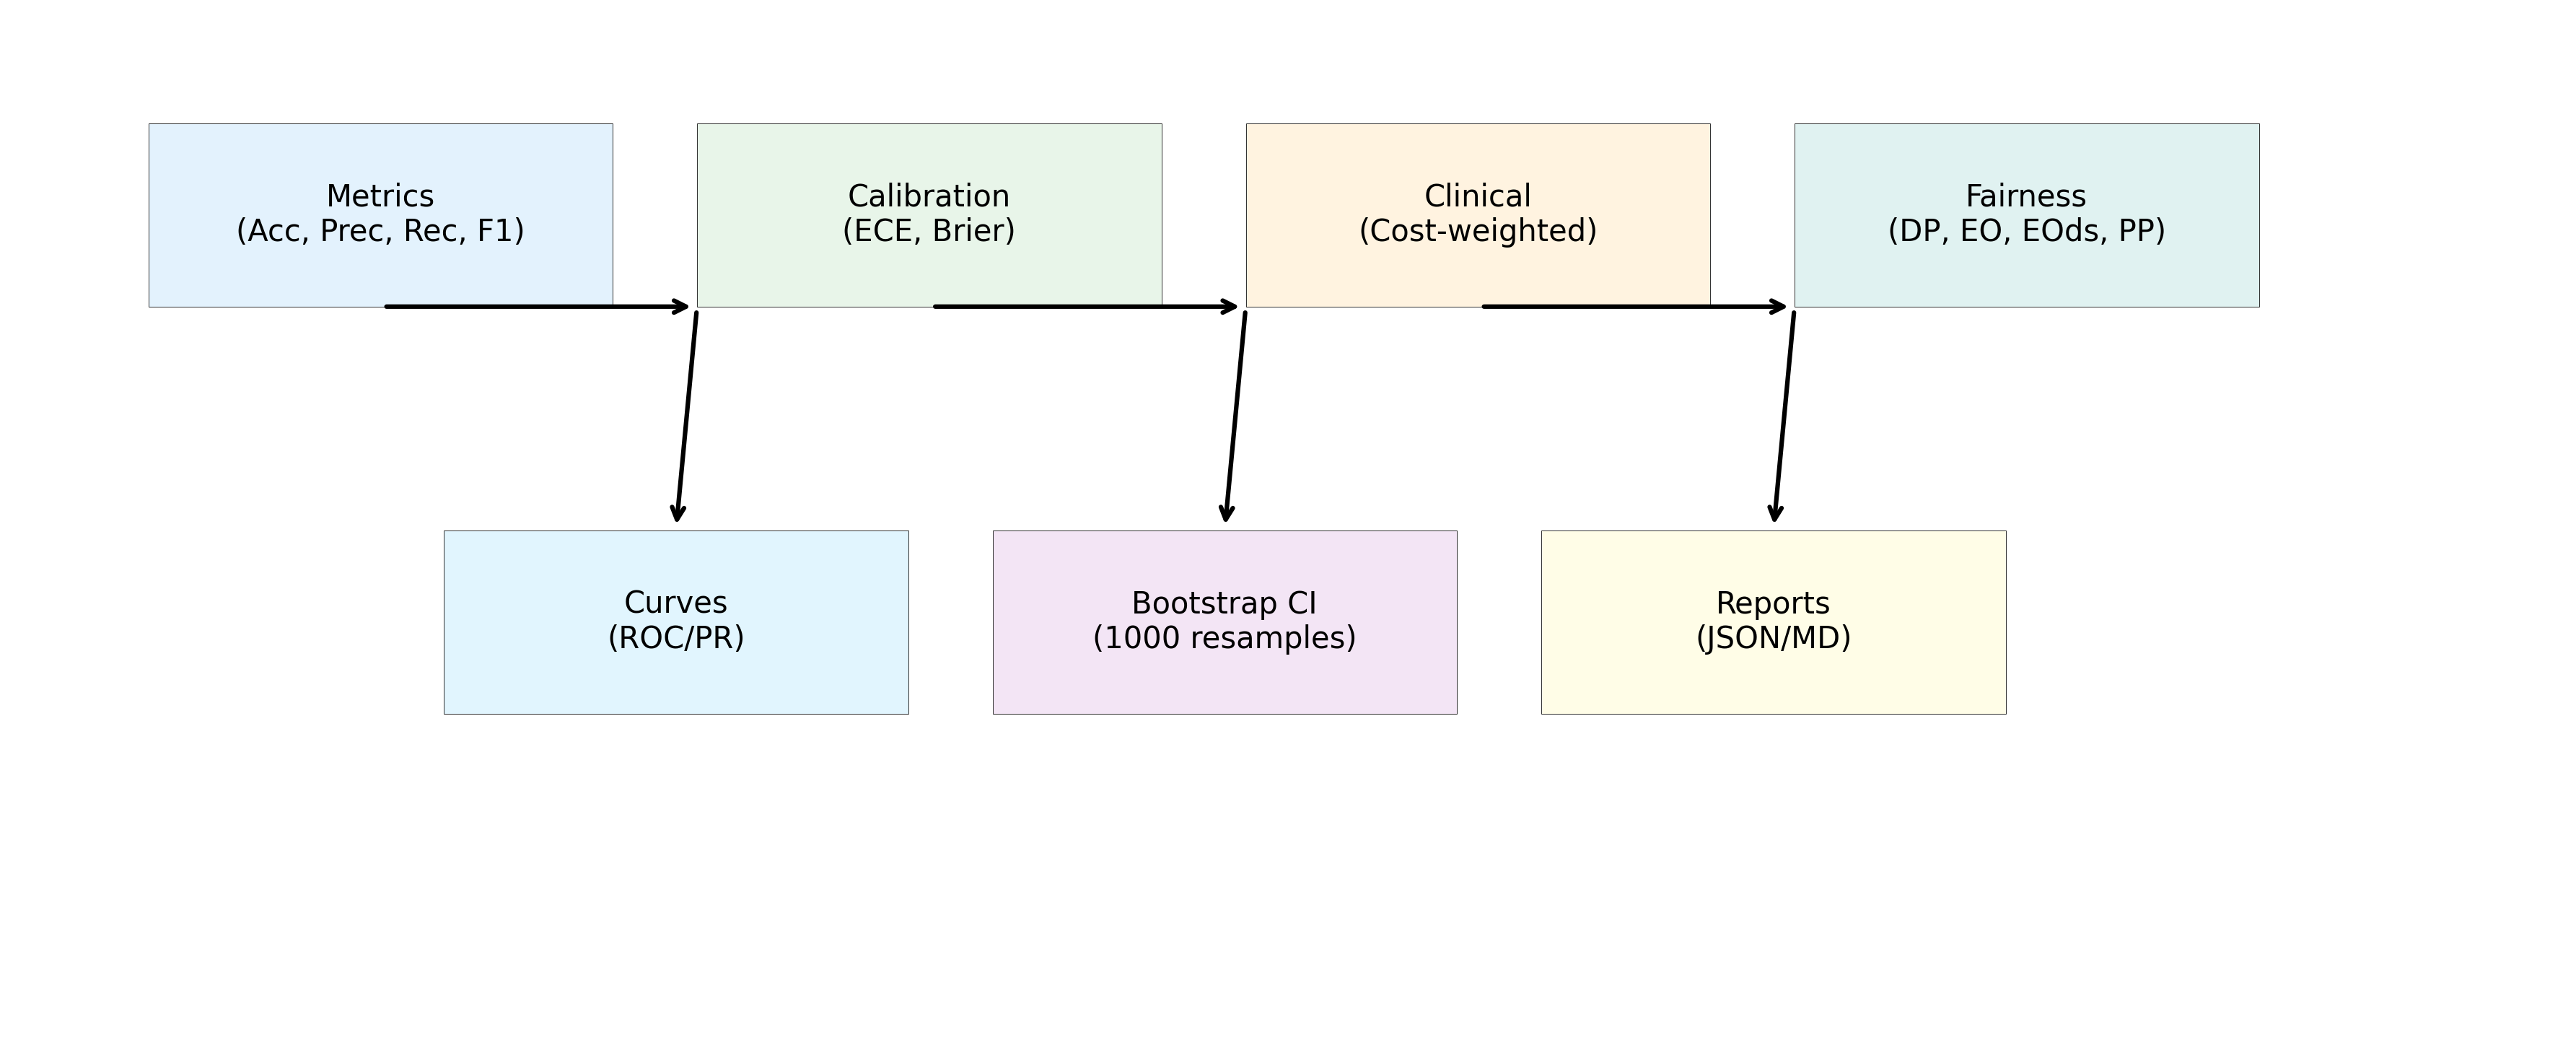 Metrics
(Acc, Prec, Rec, F1)
Calibration
(ECE, Brier)
Clinical
(Cost-weighted)
Fairness
(DP, EO, EOds, PP)
Curves
(ROC/PR)
Bootstrap CI
(1000 resamples)
Reports
(JSON/MD)